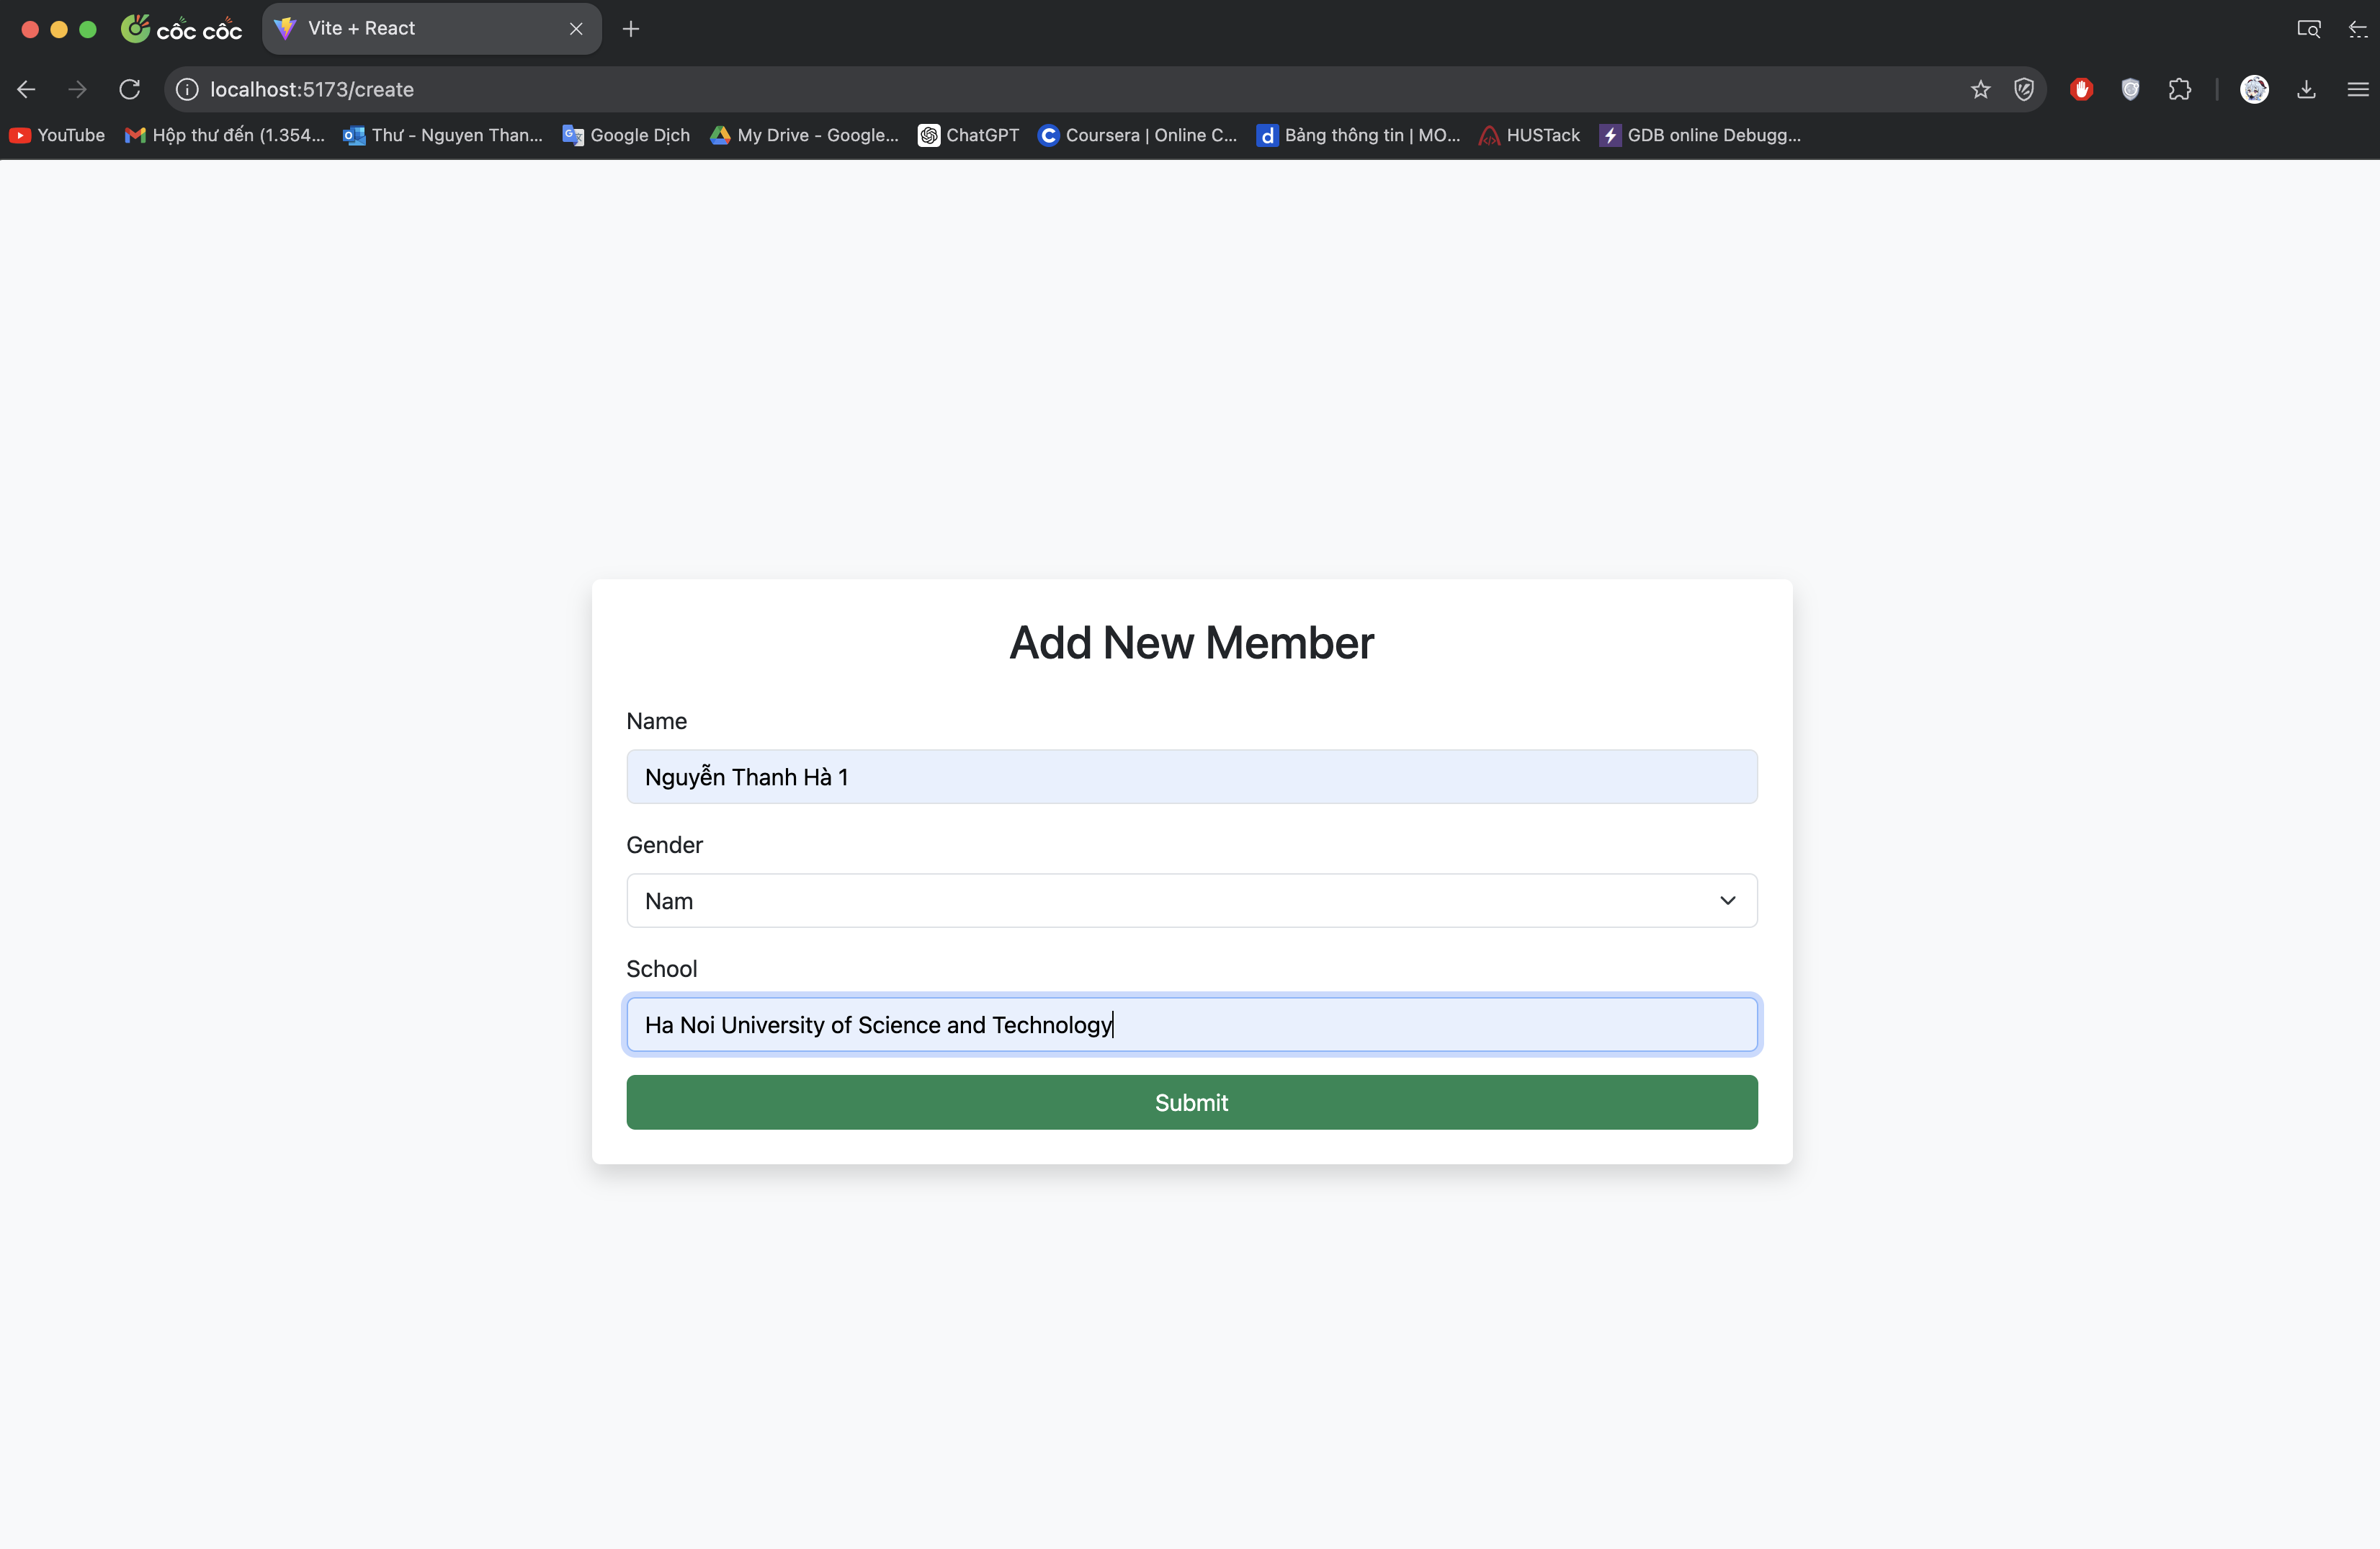 cốc cốc
Vite + React
localhost:5173/create
YouTube
Hộp thư đến (1.354...
Thư - Nguyen Than...
Google Dịch
My Drive - Google...
ChatGPT
Coursera | Online C...
Bảng thông tin | MO...
HUSTack
GDB online Debugg...
Add New Member
Name
Nguyễn Thanh Hà 1
Gender
Nam
School
Ha Noi University of Science and Technology
Submit